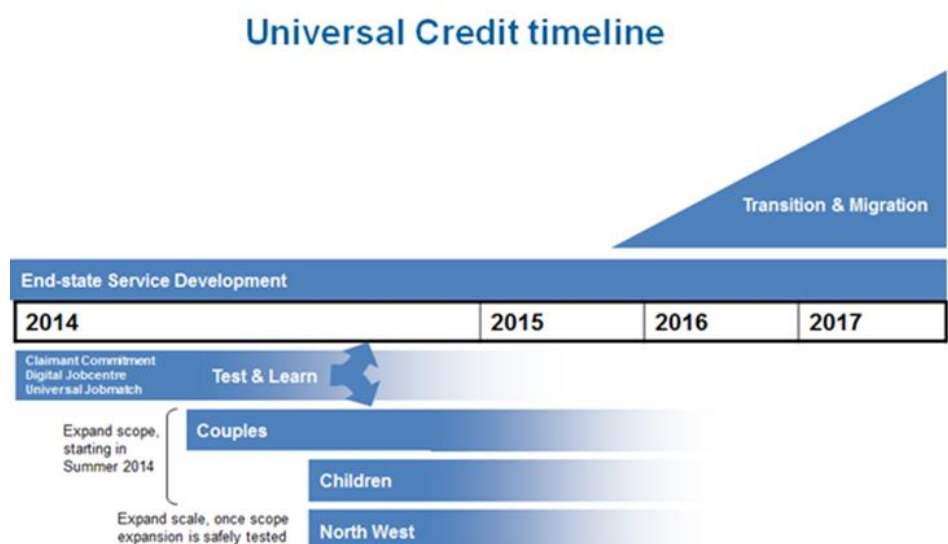 Universal Credit timeline
Transition & Migration
End-state Service Development
2014 2015 2016 2017
Claimant Commitment
Digital Jobcentre
Universal Jobmatch
Test & Learn
Expand scope,
starting in
Summer 2014
Couples
Children
Expand scale, once scope
expansion is safely tested
North West